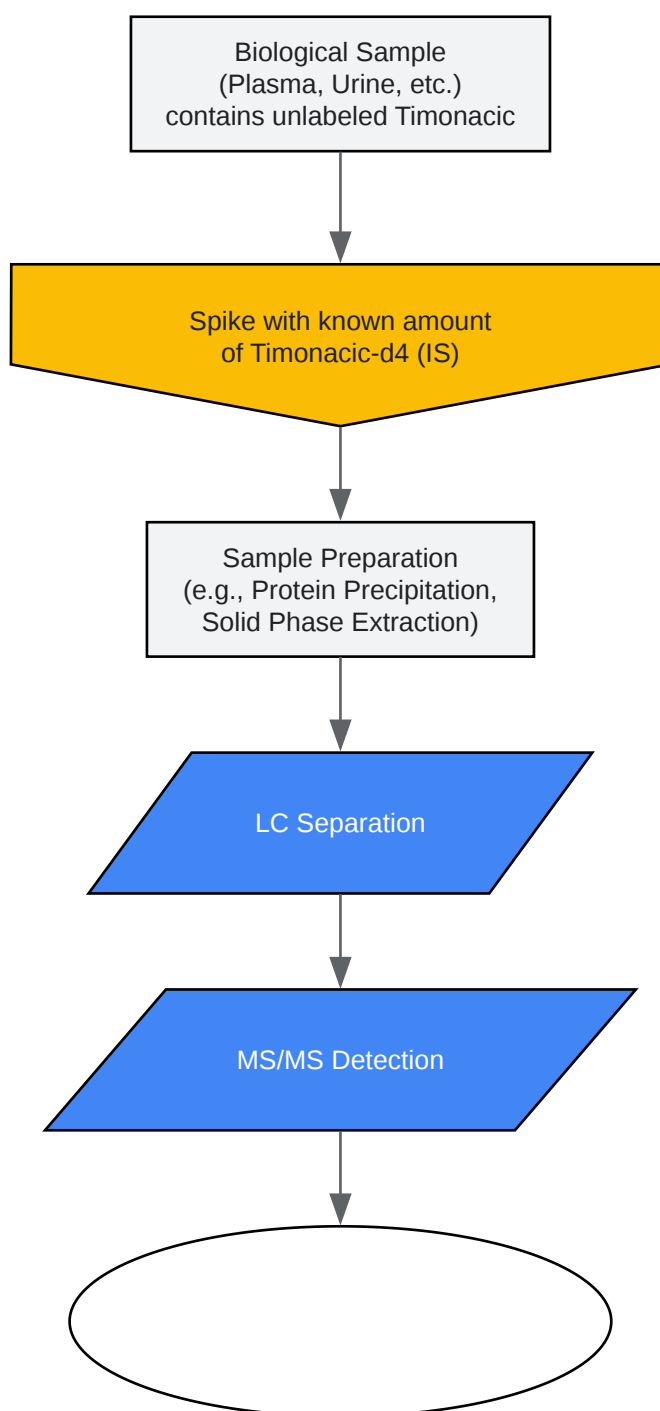 Biological Sample
(Plasma, Urine, etc.)
contains unlabeled Timonacic
Spike with known amount
of Timonacic-d4 (IS)
Sample Preparation
(e.g., Protein Precipitation,
Solid Phase Extraction)
LC Separation
MS/MS Detection